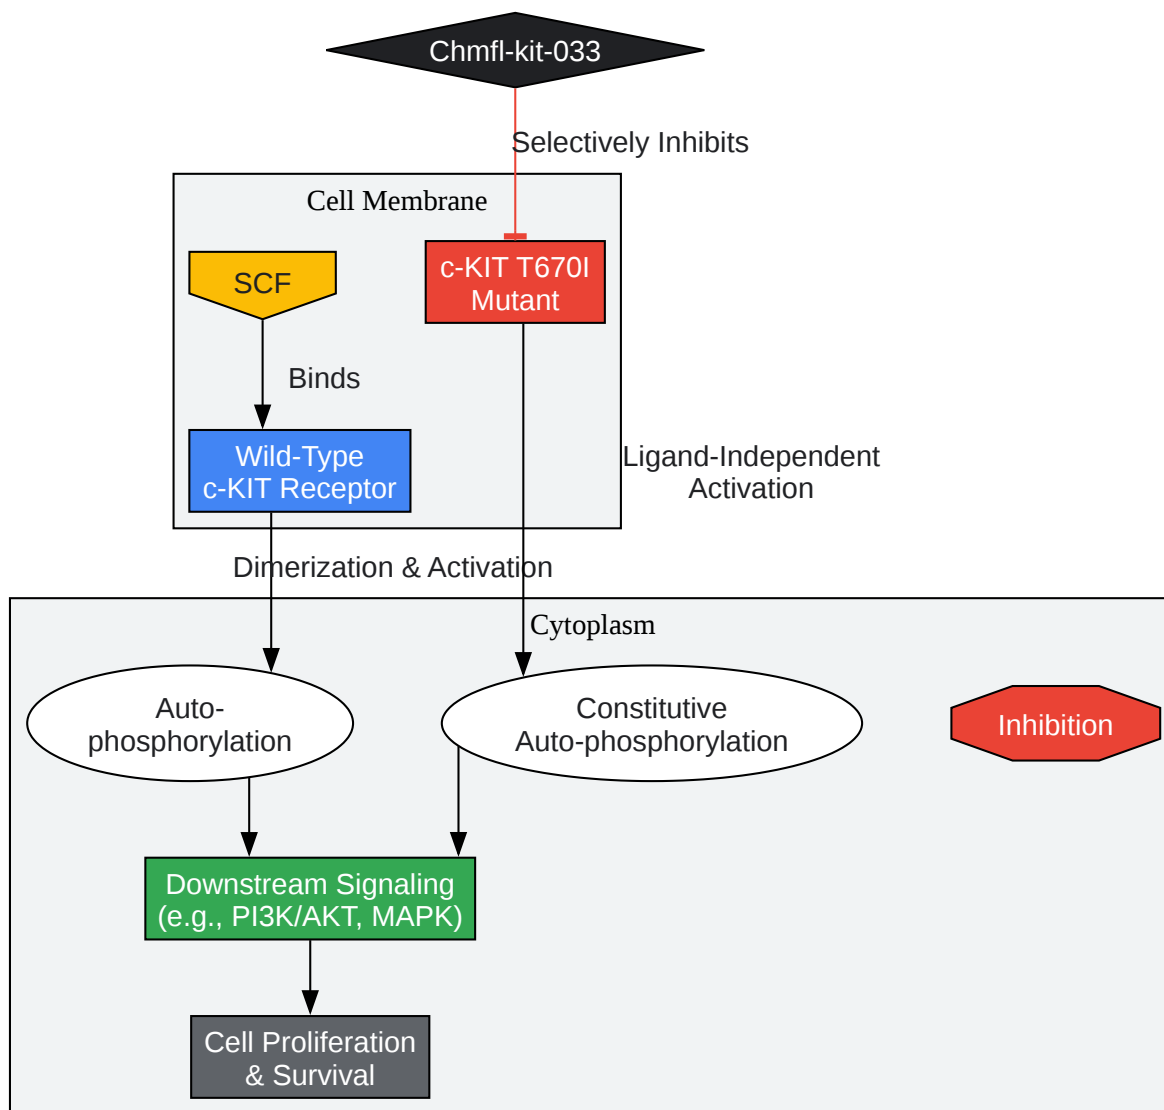 Chmfl-kit-033
Selectively Inhibits
Cell Membrane
SCF
c-KIT T670I
Mutant
Binds
Wild-Type
c-KIT Receptor
Ligand-Independent
Activation
Dimerization & Activation
Cytoplasm
Auto-
phosphorylation
Constitutive
Auto-phosphorylation
Inhibition
Downstream Signaling
(e.g., PI3K/AKT, MAPK)
Cell Proliferation
& Survival